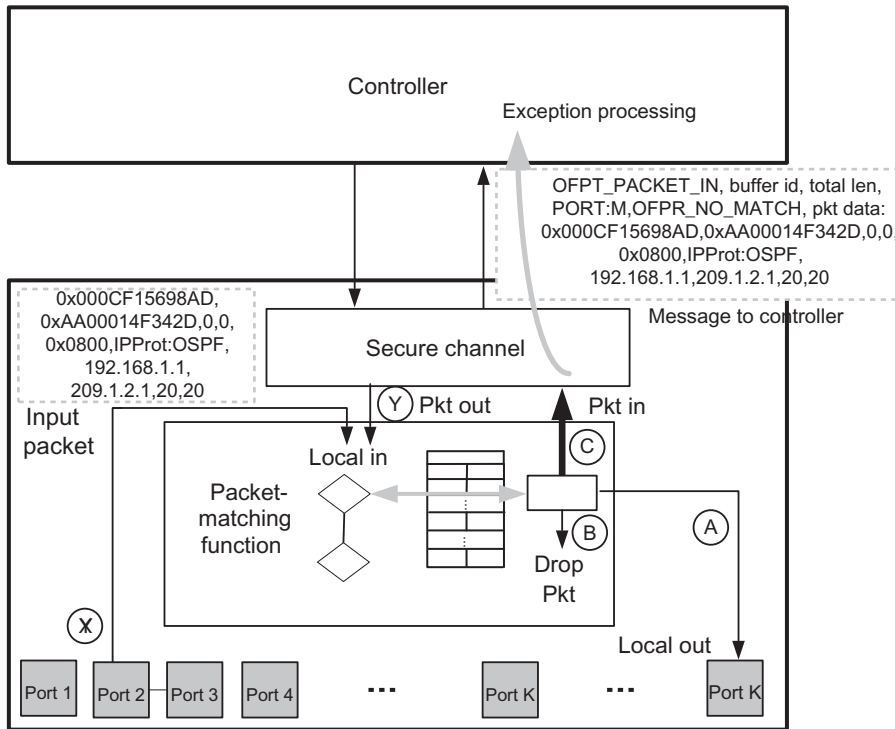 Controller
Exception processing
OFPT_PACKET_IN, buffer id, total len,
PORT:M,OFPR_NO_MATCH, pkt data:
0x000CF15698AD,0xAA00014F342D,0,0,
0x0800,IPProt:OSPF,
192.168.1.1,209.1.2.1,20,20
Message to controller
0x000CF15698AD,
0xAA00014F342D,0,0,
0x0800,IPProt:OSPF,
192.168.1.1,
209.1.2.1,20,20
Input
packet
Secure channel
Y
Pkt out
Pkt in
C
Local in
Packet-
matching
function
B
A
Drop
Pkt
X
Local out
Port 1
Port 2
Port 3
Port 4
...
Port K
...
Port K